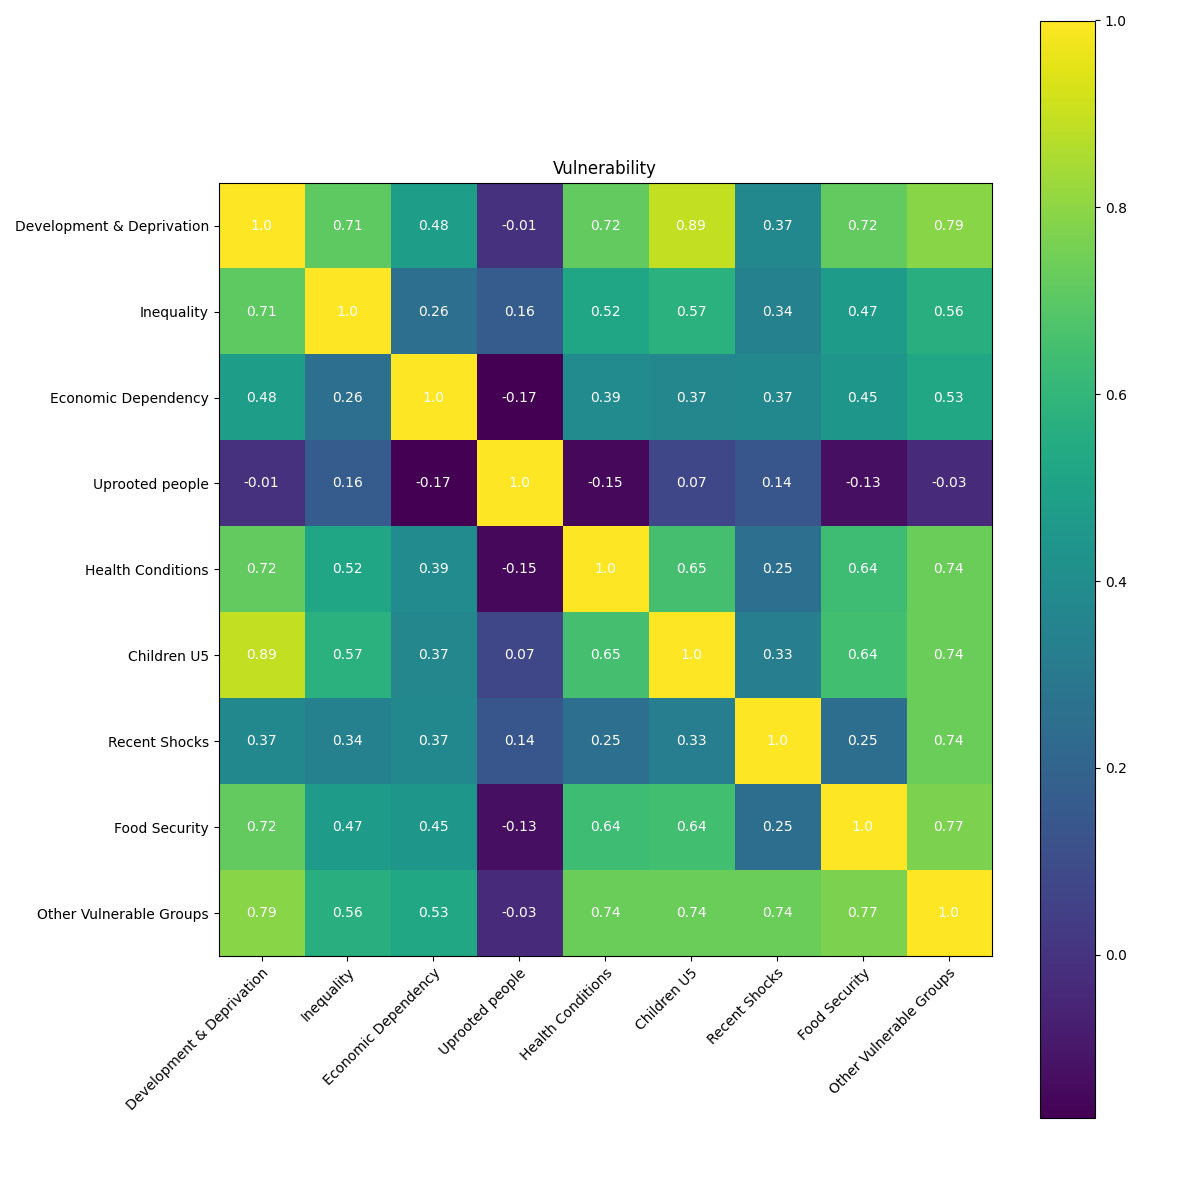 Vulnerability
1.0
Development & Deprivation 1.0 0.71 0.48 -0.01 0.72 0.89 0.37 0.72 0.79
0.8
Inequality 0.71 1.0 0.26 0.16 0.52 0.57 0.34 0.47 0.56
Economic Dependency 0.48 0.26 1.0 -0.17 0.39 0.37 0.37 0.45 0.53
0.6
Uprooted people -0.01 0.16 -0.17 1.0 -0.15 0.07 0.14 -0.13 -0.03
Health Conditions 0.72 0.52 0.39 -0.15 1.0 0.65 0.25 0.64 0.74
0.4
Children U5 0.89 0.57 0.37 0.07 0.65 1.0 0.33 0.64 0.74
Recent Shocks 0.37 0.34 0.37 0.14 0.25 0.33 1.0 0.25 0.74
0.2
Food Security 0.72 0.47 0.45 -0.13 0.64 0.64 0.25 1.0 0.77
Other Vulnerable Groups 0.79 0.56 0.53 -0.03 0.74 0.74 0.74 0.77 1.0
0.0
Development & Deprivation
Inequality
Economic Dependency
Uprooted people
Health Conditions
Children U5
Recent Shocks
Food Security
Other Vulnerable Groups